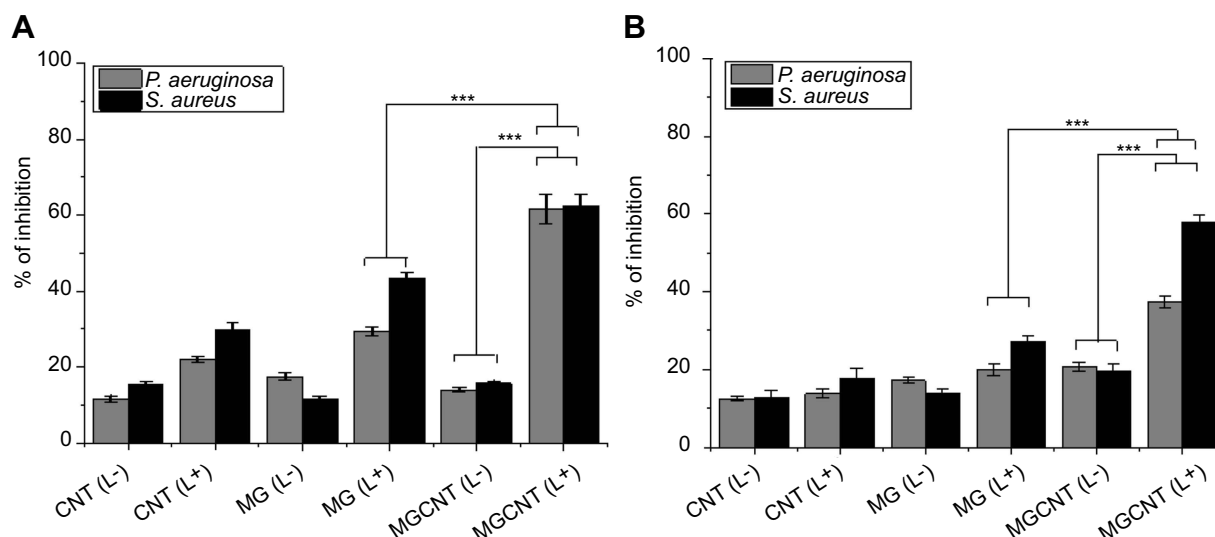 A
% of inhibition
100
80
60
40
20
0
P. aeruginosa
S. aureus
***
***
CNT (L-)
CNT (L+)
MG (L-)
MG (L+)
MGCNT (L-)
MGCNT (L+)
B
% of inhibition
100
80
60
40
20
0
P. aeruginosa
S. aureus
***
***
CNT (L-)
CNT (L+)
MG (L-)
MG (L+)
MGCNT (L-)
MGCNT (L+)